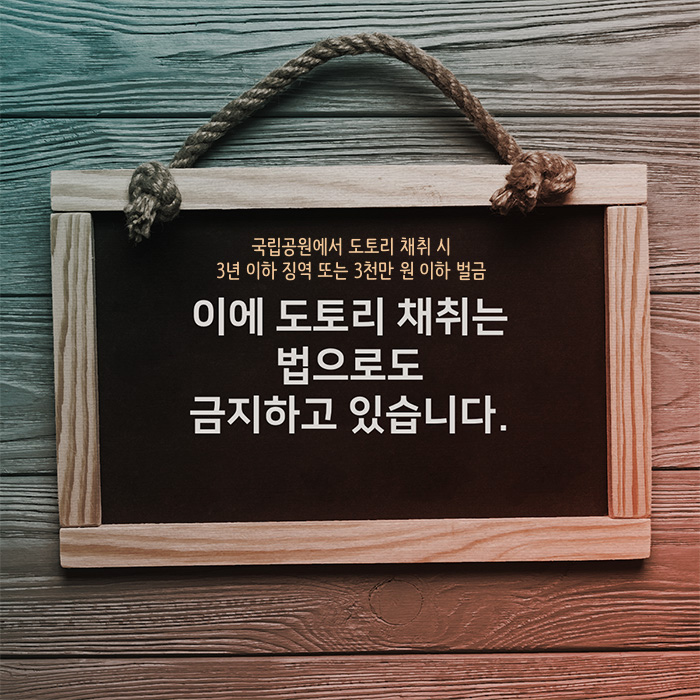 국립공원에서 도토리 채취 시
3년 이하 징역 또는 3천만 원 이하 벌금
이에 도토리 채취는
법으로도
금지하고 있습니다.